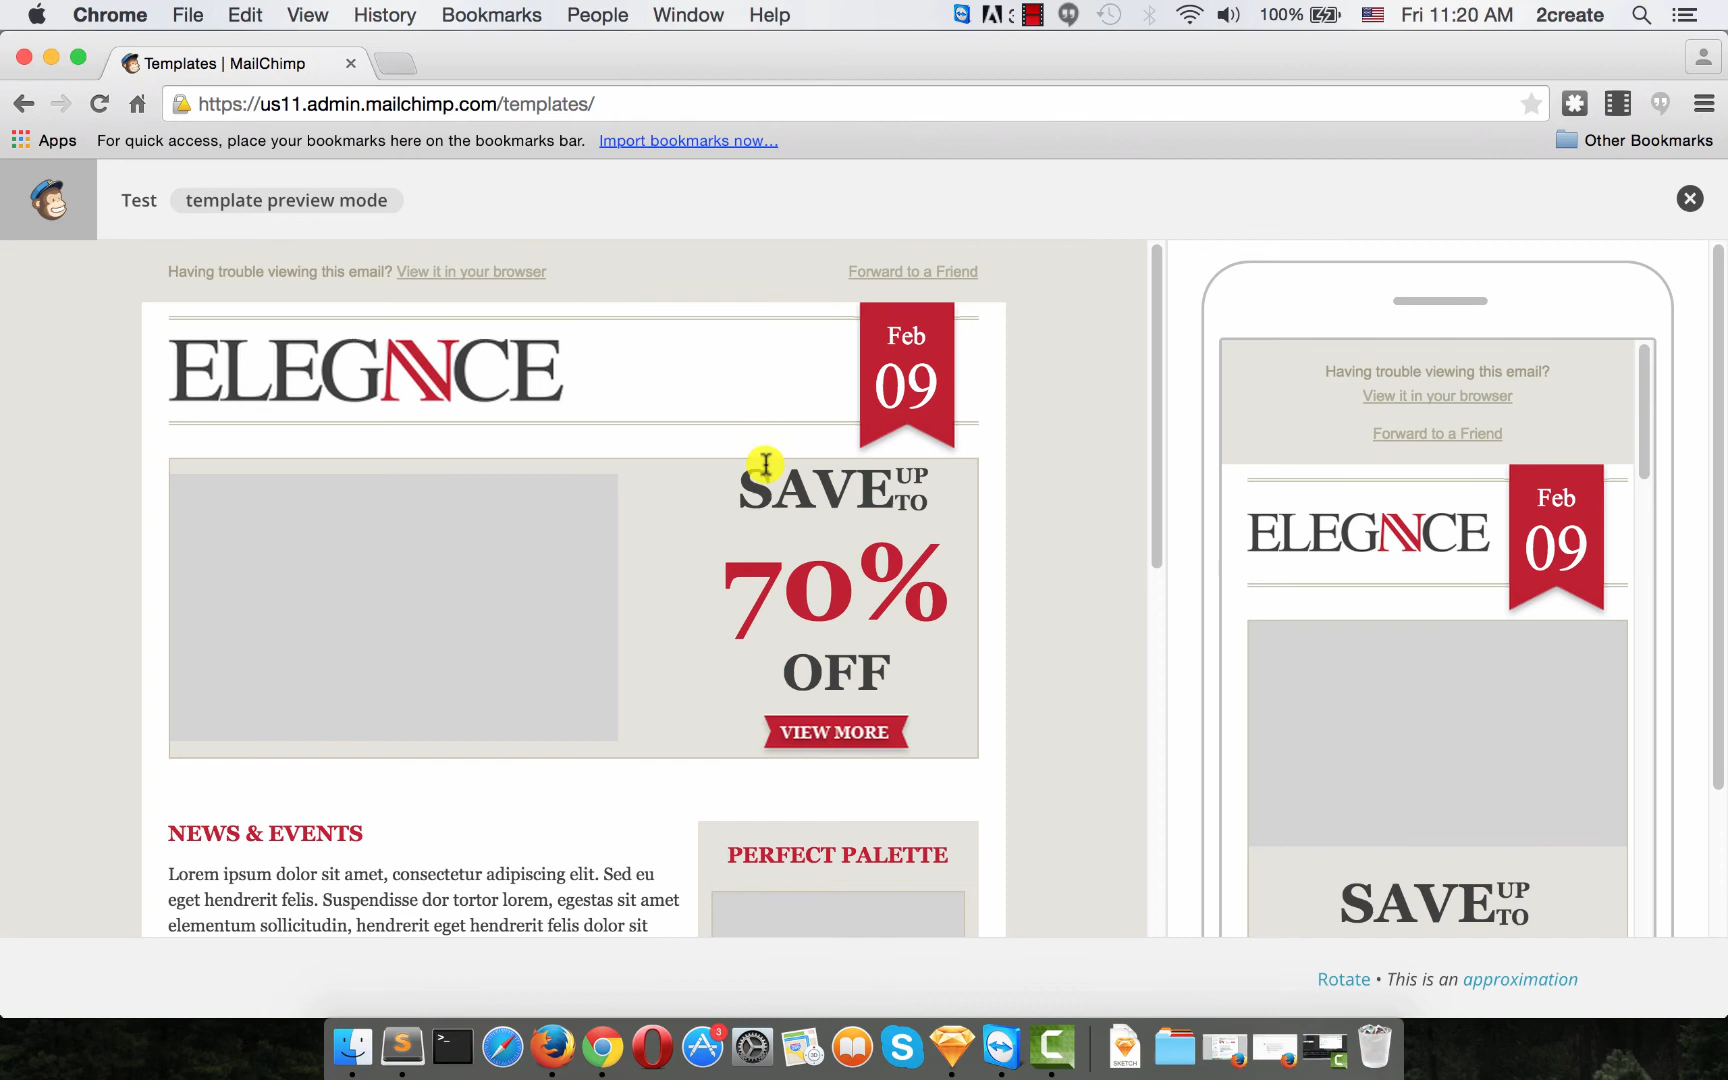 Chrome File Edit View History Bookmarks People Window Help 100% Fri 11:20 AM 2create
Templates | MailChimp
https://us11.admin.mailchimp.com/templates/
Apps For quick access, place your bookmarks here on the bookmarks bar. Import bookmarks now... Other Bookmarks
Test template preview mode
Having trouble viewing this email? View it in your browser Forward to a Friend
ELEGANCE
Feb
09
SAVE UP TO
70%
OFF
VIEW MORE
NEWS & EVENTS
Lorem ipsum dolor sit amet, consectetur adipiscing elit. Sed eu
eget hendrerit felis. Suspendisse dor tortor lorem, egestas sit amet
elementum sollicitudin, hendrerit eget hendrerit felis dolor sit
PERFECT PALETTE
Having trouble viewing this email?
View it in your browser
Forward to a Friend
ELEGANCE
Feb
09
SAVE UP TO
Rotate • This is an approximation
3
SKETCH